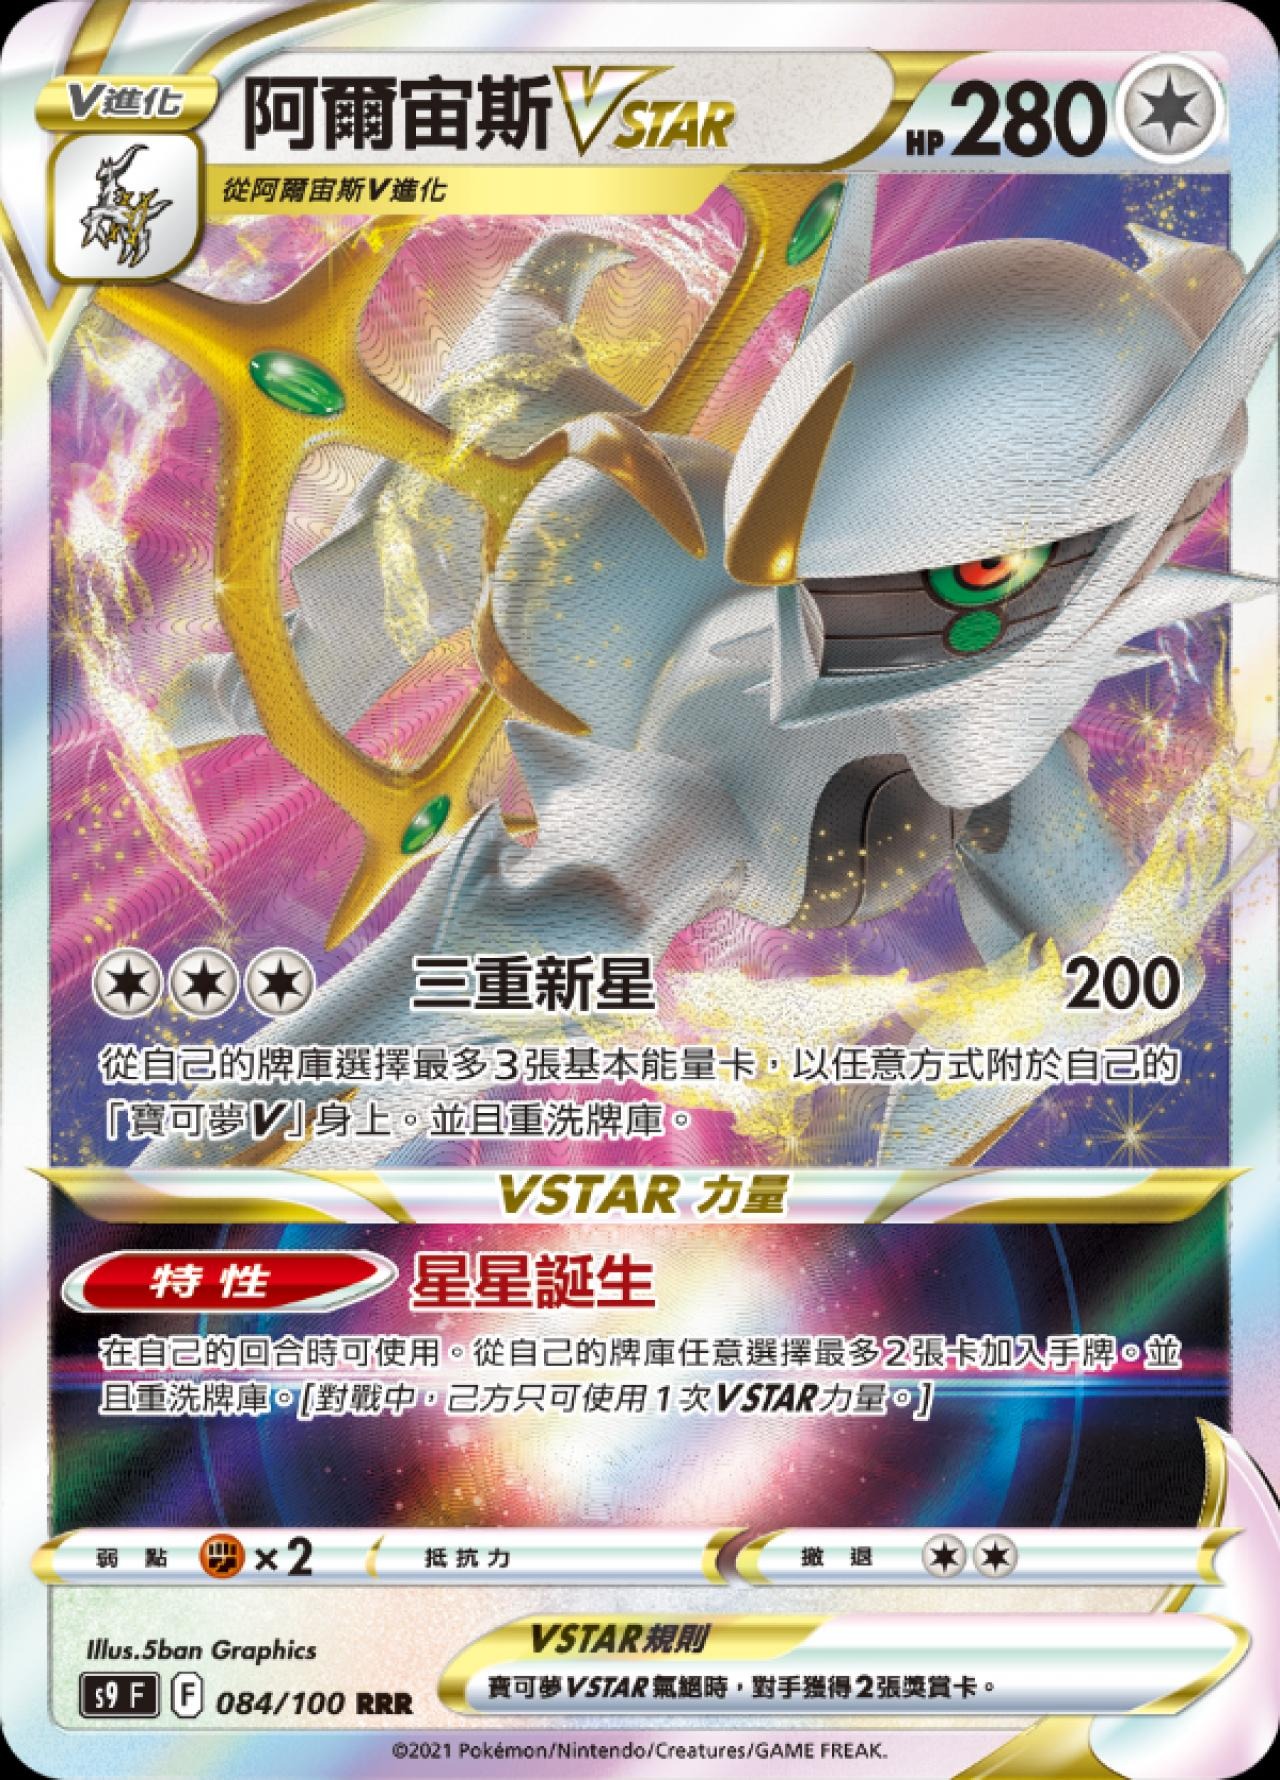 V進化
阿爾宙斯VSTAR
HP 280
從阿爾宙斯V進化
三重新星 200
從自己的牌庫選擇最多3張基本能量卡,以任意方式附於自己的
「寶可夢V」身上。並且重洗牌庫。
VSTAR 力量
特性 星星誕生
在自己的回合時可使用。從自己的牌庫任意選擇最多2張卡加入手牌。並
且重洗牌庫。[對戰中,己方只可使用1次VSTAR力量。]
弱點 ×2 抵抗力 撤退
Illus.5ban Graphics
VSTAR規則
s9 F F 084/100 RRR
寶可夢VSTAR氣絕時,對手獲得2張獎賞卡。
©2021 Pokémon/Nintendo/Creatures/GAME FREAK.